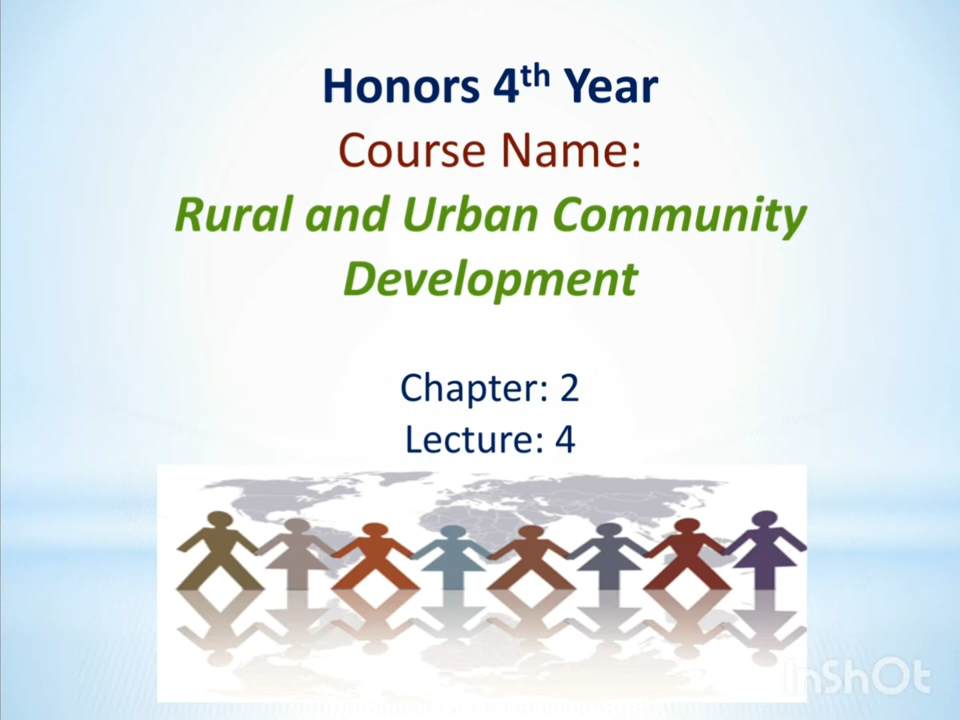 Honors 4th Year
Course Name:
Rural and Urban Community
Development
Chapter: 2
Lecture: 4
InShOt